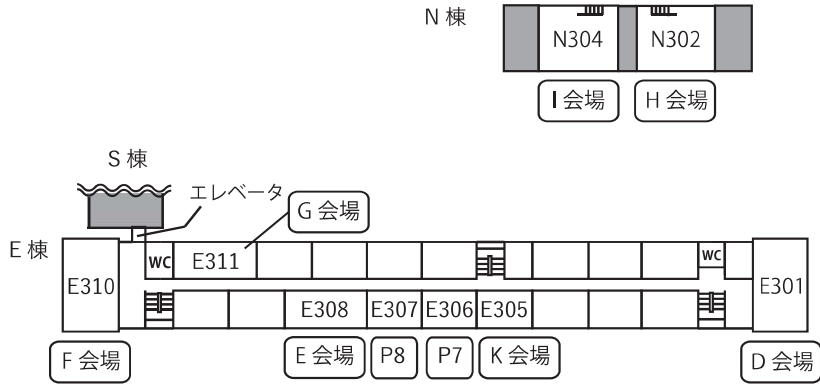 N 棟
N304
N302
I 会場
H 会場
S 棟
エレベータ
G 会場
E 棟
WC
E311
WC
E310
E301
E308
E307
E306
E305
F 会場
E 会場
P8
P7
K 会場
D 会場